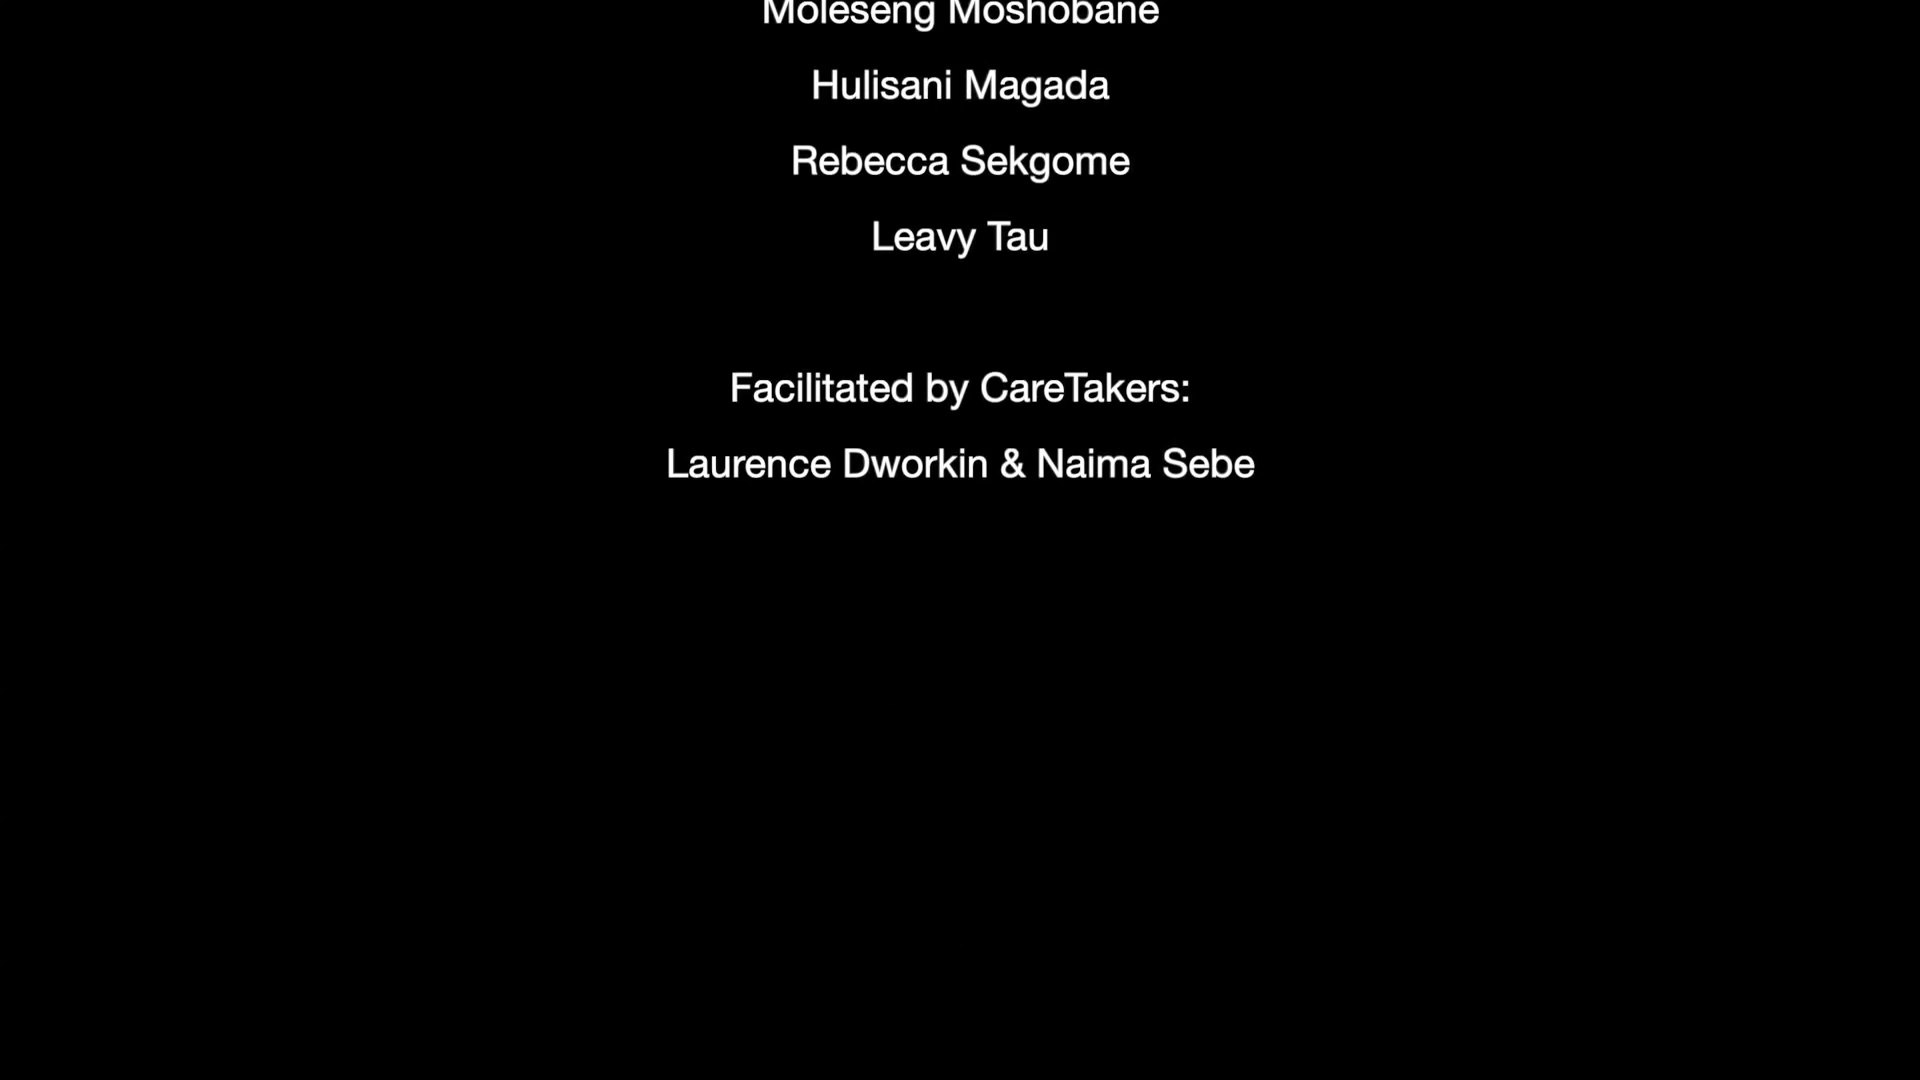 Moleseng Moshobane
Hulisani Magada
Rebecca Sekgome
Leavy Tau
Facilitated by CareTakers:
Laurence Dworkin & Naima Sebe